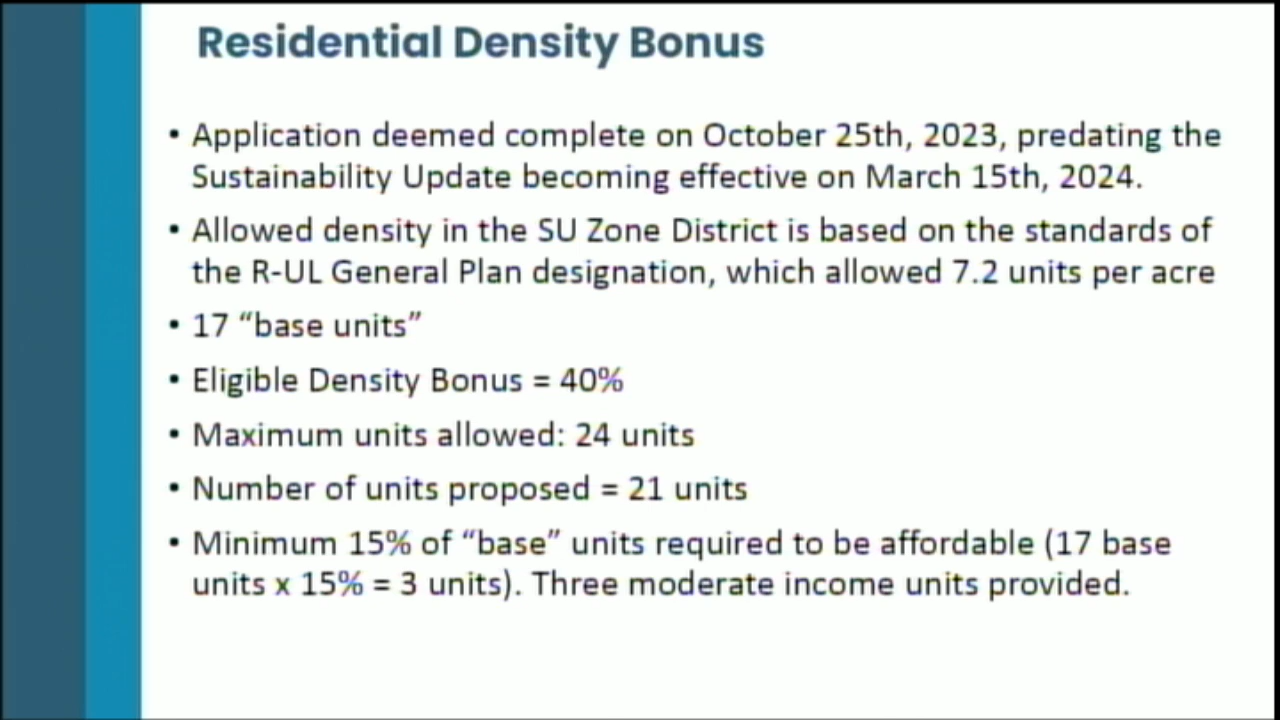 Residential Density Bonus
• Application deemed complete on October 25th, 2023, predating the
Sustainability Update becoming effective on March 15th, 2024.
• Allowed density in the SU Zone District is based on the standards of
the R-UL General Plan designation, which allowed 7.2 units per acre
• 17 “base units”
• Eligible Density Bonus = 40%
• Maximum units allowed: 24 units
• Number of units proposed = 21 units
• Minimum 15% of “base” units required to be affordable (17 base
units x 15% = 3 units). Three moderate income units provided.